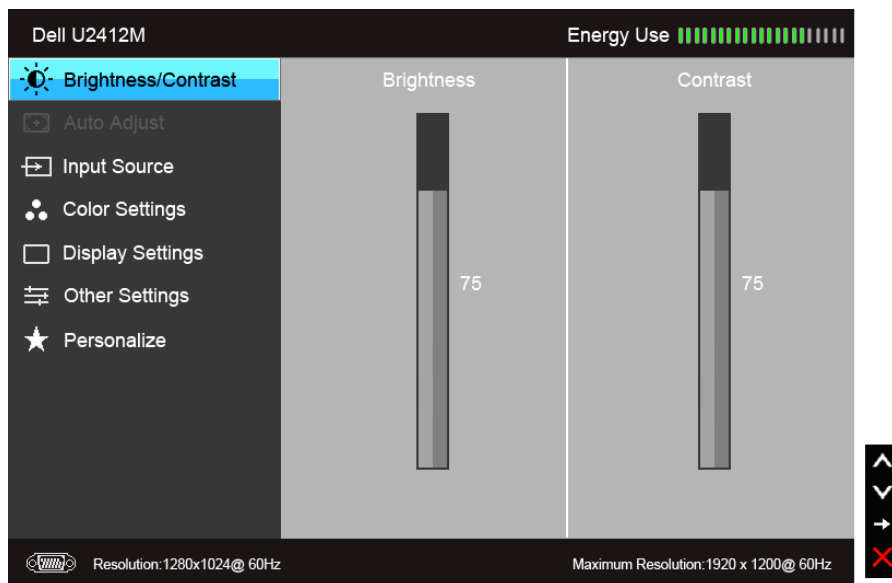 Dell U2412M
Energy Use
Brightness/Contrast
Auto Adjust
Input Source
Color Settings
Display Settings
Other Settings
Personalize
Brightness
75
Contrast
75
Resolution:1280x1024@ 60Hz
Maximum Resolution:1920 x 1200@ 60Hz